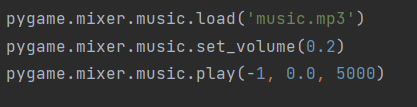 pygame.mixer.music.load('music.mp3')
pygame.mixer.music.set_volume(0.2)
pygame.mixer.music.play(-1, 0.0, 5000)